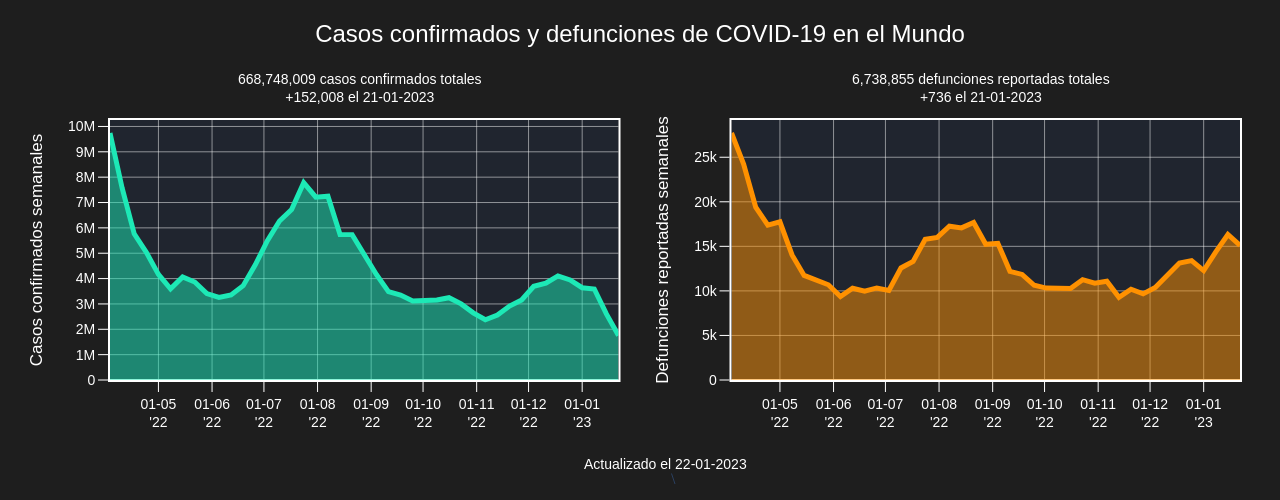 Casos confirmados y defunciones de COVID-19 en el Mundo
668,748,009 casos confirmados totales
+152,008 el 21-01-2023
Casos confirmados semanales
10M
9M
8M
7M
6M
5M
4M
3M
2M
1M
0
01-05 01-06 01-07 01-08 01-09 01-10 01-11 01-12 01-01
'22 '22 '22 '22 '22 '22 '22 '22 '23
6,738,855 defunciones reportadas totales
+736 el 21-01-2023
Defunciones reportadas semanales
25k
20k
15k
10k
5k
0
01-05 01-06 01-07 01-08 01-09 01-10 01-11 01-12 01-01
'22 '22 '22 '22 '22 '22 '22 '22 '23
Actualizado el 22-01-2023
\